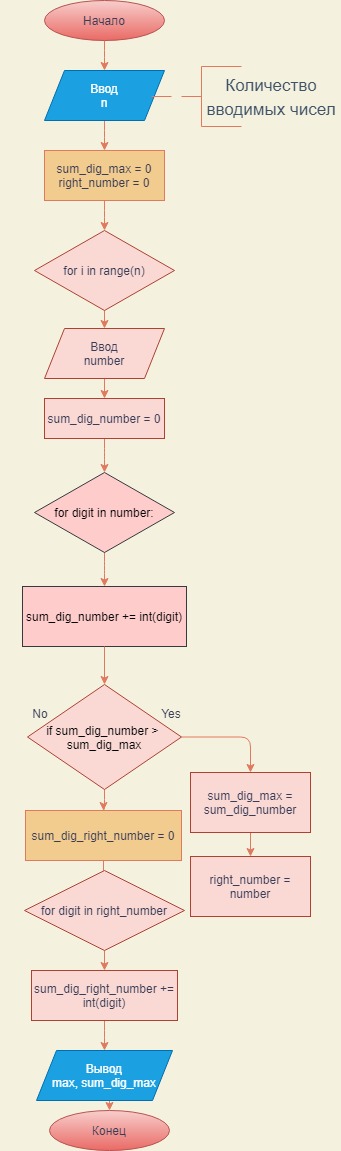 Начало
Ввод
n
Количество
вводимых чисел
sum_dig_max = 0
right_number = 0
for i in range(n)
Ввод
number
sum_dig_number = 0
for digit in number:
sum_dig_number += int(digit)
No
Yes
if sum_dig_number >
sum_dig_max
sum_dig_max =
sum_dig_number
right_number =
number
sum_dig_right_number = 0
for digit in right_number
sum_dig_right_number +=
int(digit)
Вывод
max, sum_dig_max
Конец